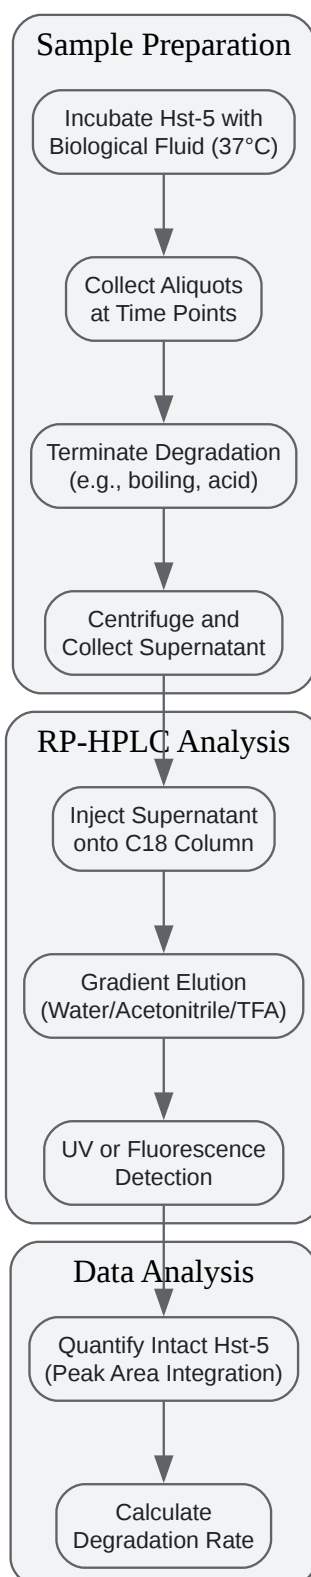 Sample Preparation
Incubate Hst-5 with
Biological Fluid (37°C)
Collect Aliquots
at Time Points
Terminate Degradation
(e.g., boiling, acid)
Centrifuge and
Collect Supernatant
RP-HPLC Analysis
Inject Supernatant
onto C18 Column
Gradient Elution
(Water/Acetonitrile/TFA)
UV or Fluorescence
Detection
Data Analysis
Quantify Intact Hst-5
(Peak Area Integration)
Calculate
Degradation Rate